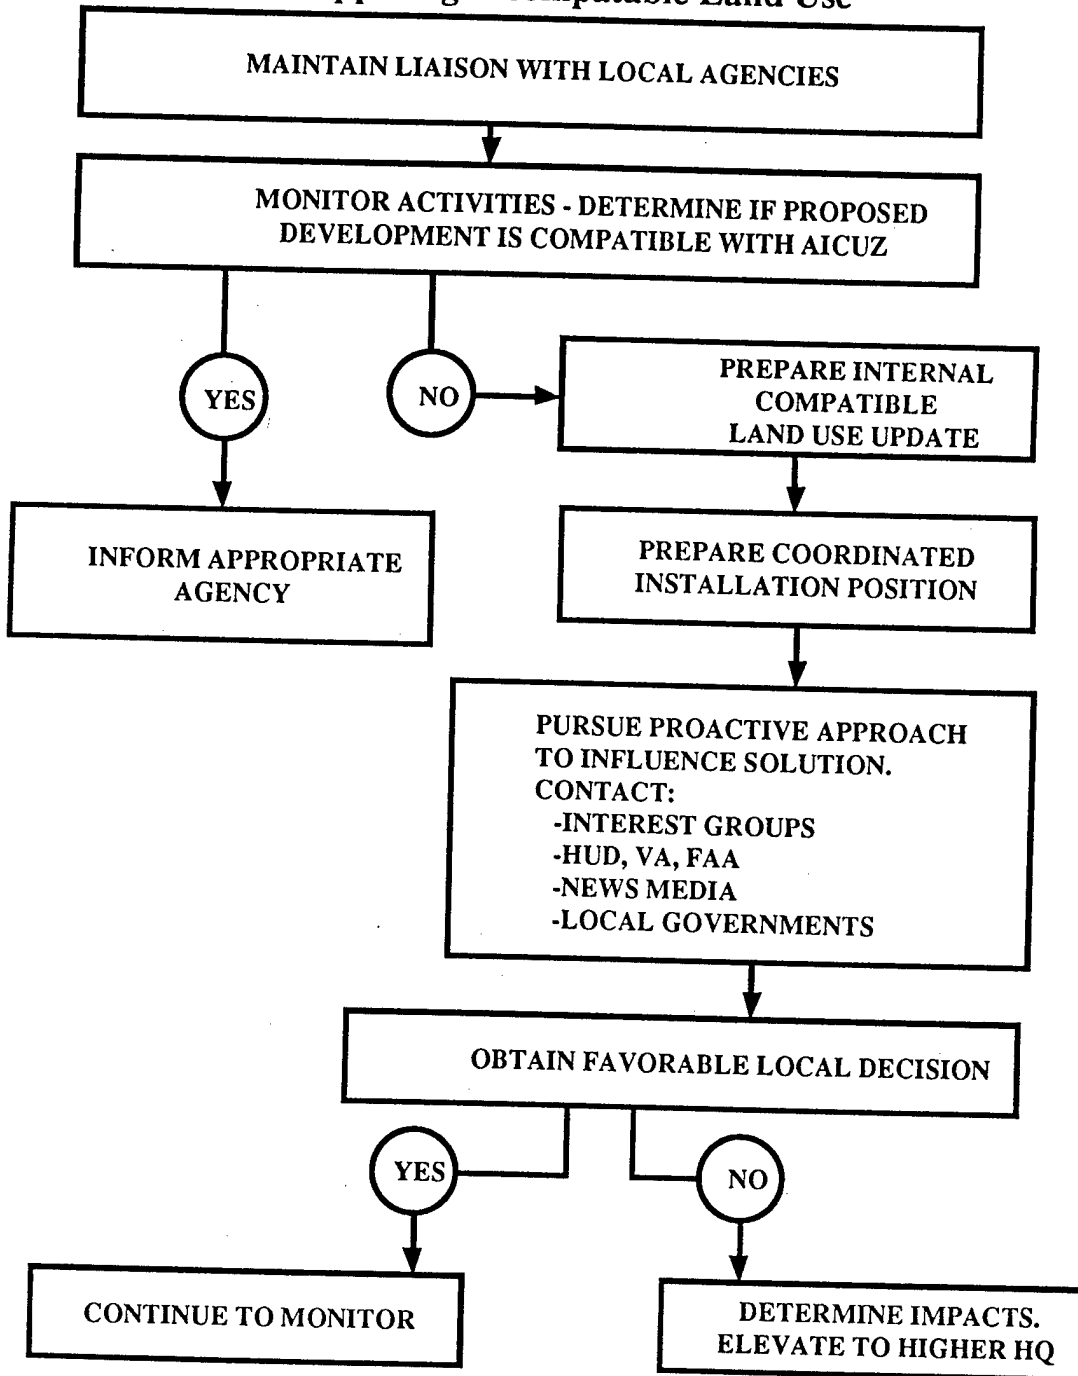 Land Use
MAINTAIN LIAISON WITH LOCAL AGENCIES
MONITOR ACTIVITIES - DETERMINE IF PROPOSED
DEVELOPMENT IS COMPATIBLE WITH AICUZ
YES
NO
PREPARE INTERNAL
COMPATIBLE
LAND USE UPDATE
INFORM APPROPRIATE
AGENCY
PREPARE COORDINATED
INSTALLATION POSITION
PURSUE PROACTIVE APPROACH
TO INFLUENCE SOLUTION.
CONTACT:
-INTEREST GROUPS
-HUD, VA, FAA
-NEWS MEDIA
-LOCAL GOVERNMENTS
OBTAIN FAVORABLE LOCAL DECISION
YES
NO
CONTINUE TO MONITOR
DETERMINE IMPACTS.
ELEVATE TO HIGHER HQ